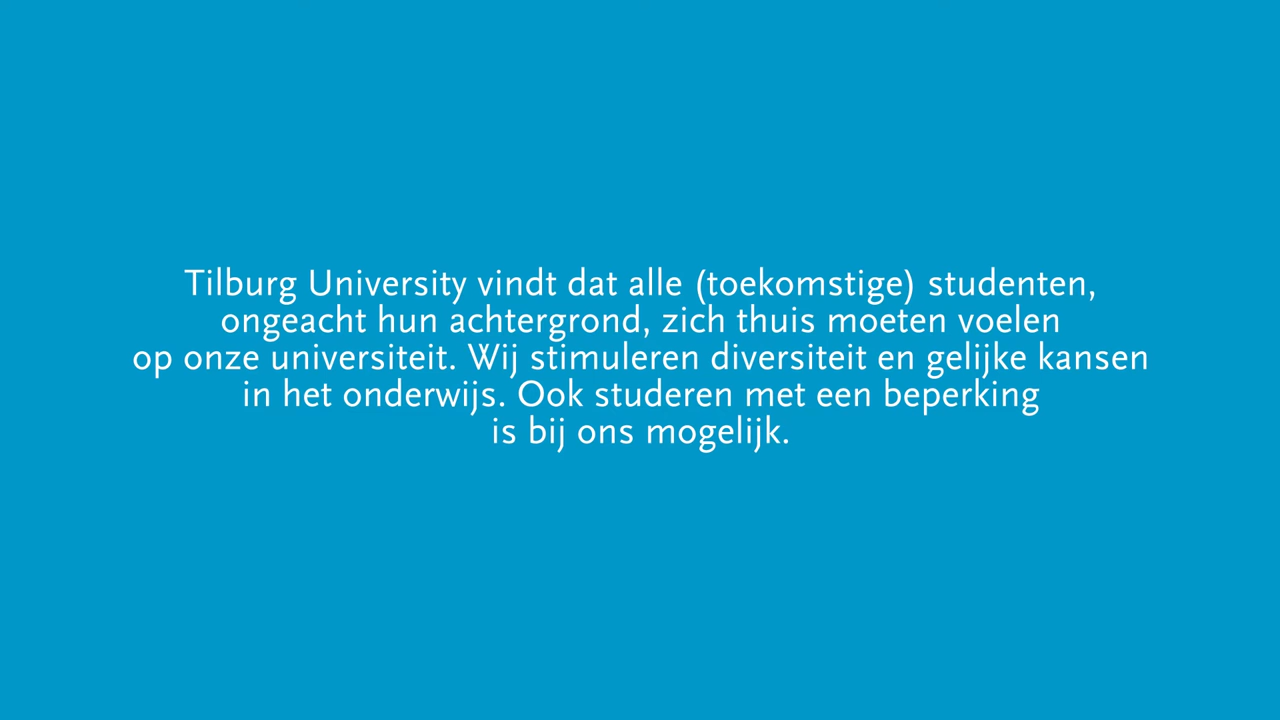 Tilburg University vindt dat alle (toekomstige) studenten,
ongeacht hun achtergrond, zich thuis moeten voelen
op onze universiteit. Wij stimuleren diversiteit en gelijke kansen
in het onderwijs. Ook studeren met een beperking
is bij ons mogelijk.